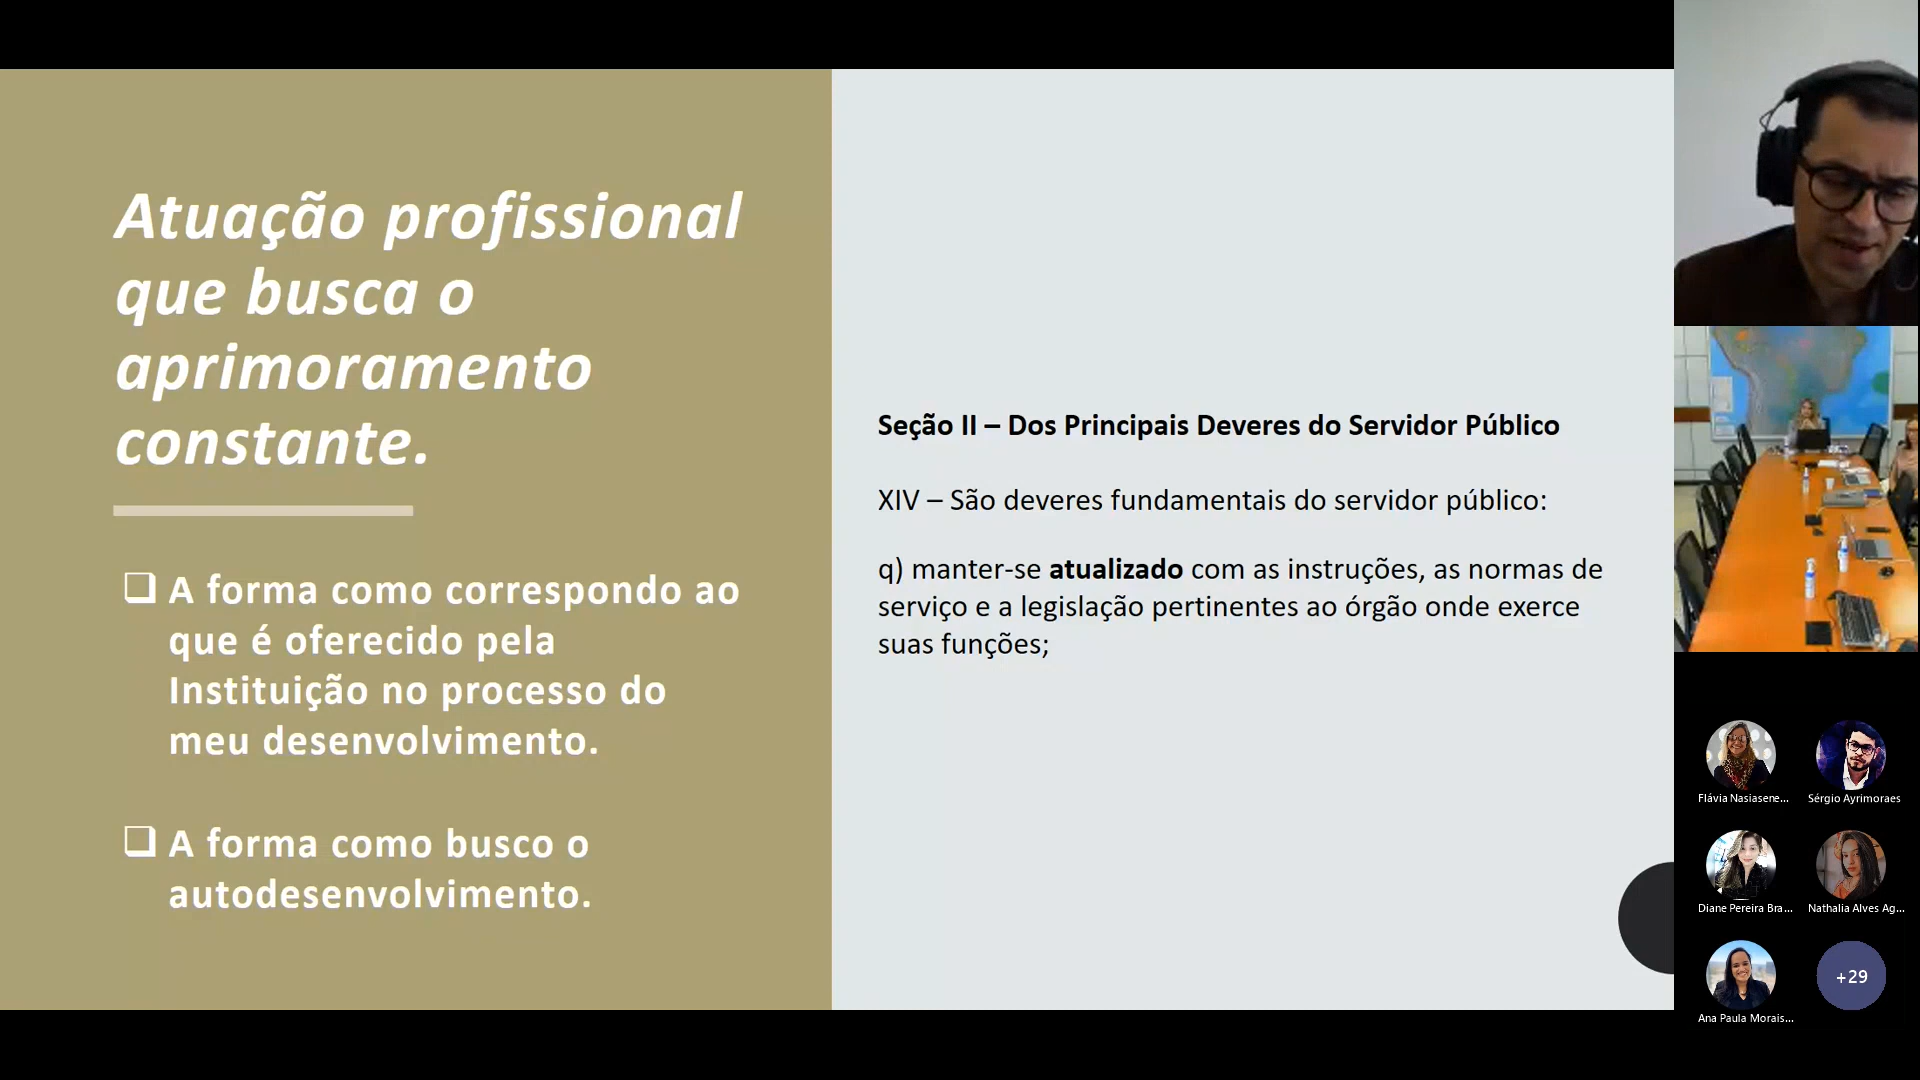 Atuação profissional
que busca o
aprimoramento
constante.
❑ A forma como correspondo ao
que é oferecido pela
Instituição no processo do
meu desenvolvimento.
❑ A forma como busco o
autodesenvolvimento.
Seção II – Dos Principais Deveres do Servidor Público
XIV – São deveres fundamentais do servidor público:
q) manter-se atualizado com as instruções, as normas de
serviço e a legislação pertinentes ao órgão onde exerce
suas funções;
Flávia Nasiasene...
Sérgio Ayrimoraes
Diane Pereira Bra...
Nathalia Alves Ag...
Ana Paula Morais...
+29